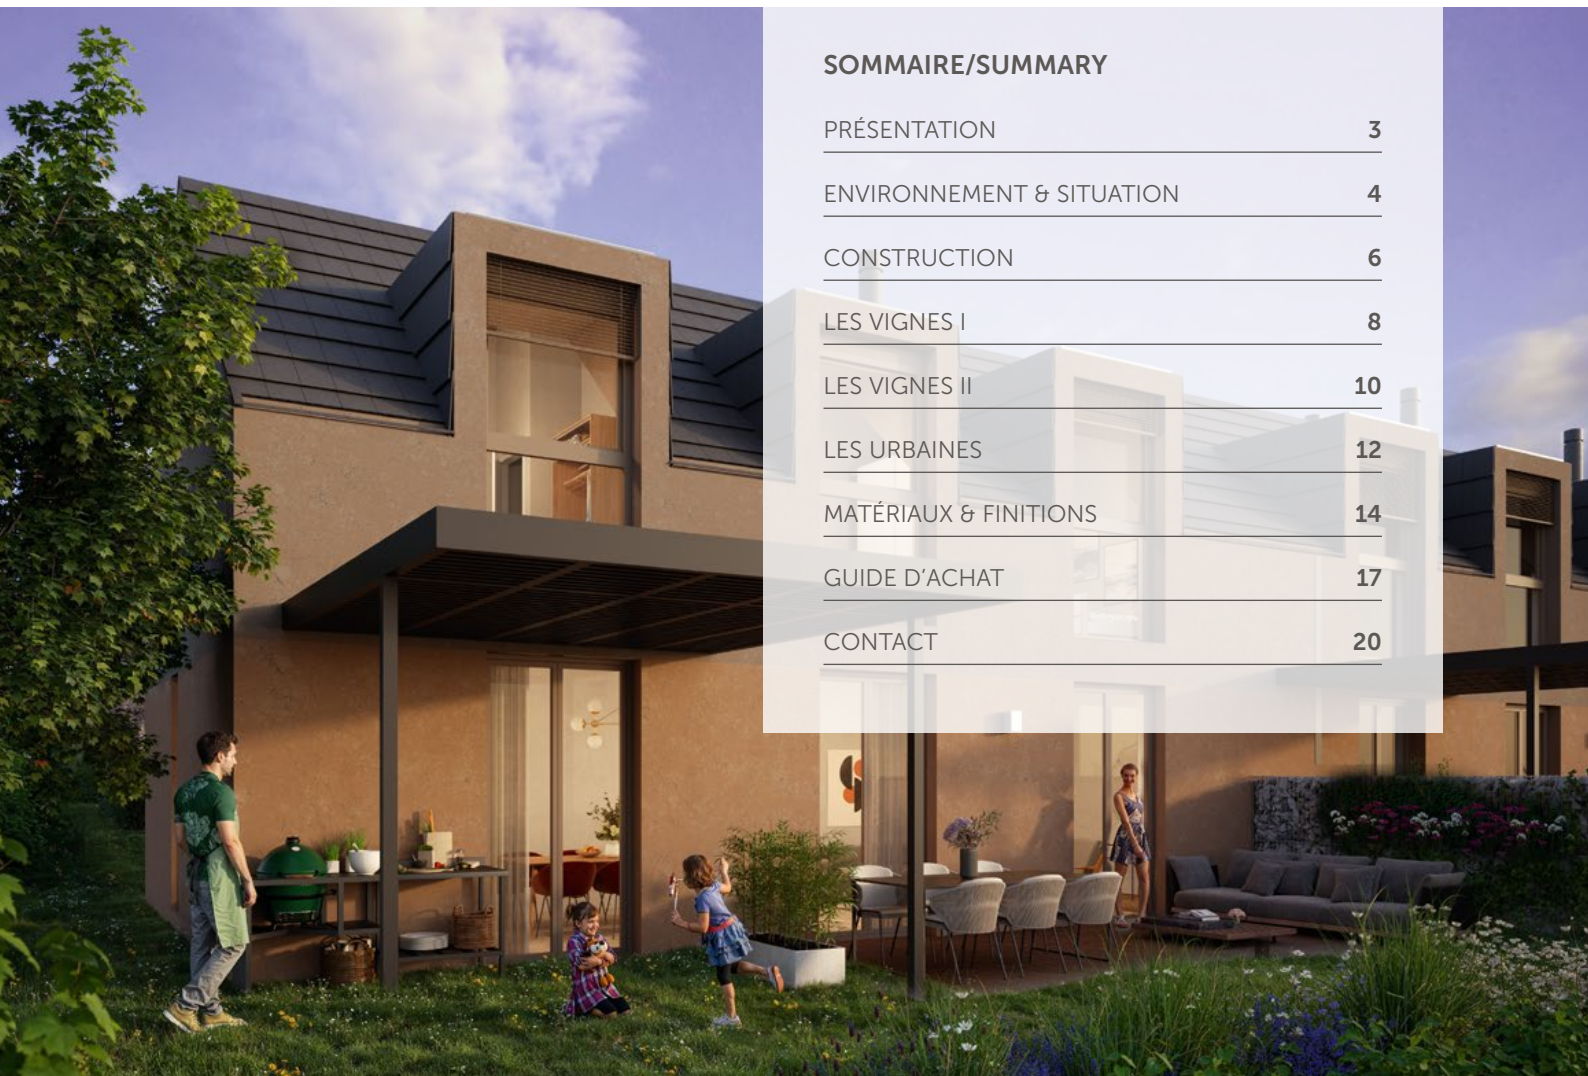 SOMMAIRE/SUMMARY
PRÉSENTATION 3
ENVIRONNEMENT & SITUATION 4
CONSTRUCTION 6
LES VIGNES I 8
LES VIGNES II 10
LES URBAINES 12
MATÉRIAUX & FINITIONS 14
GUIDE D’ACHAT 17
CONTACT 20